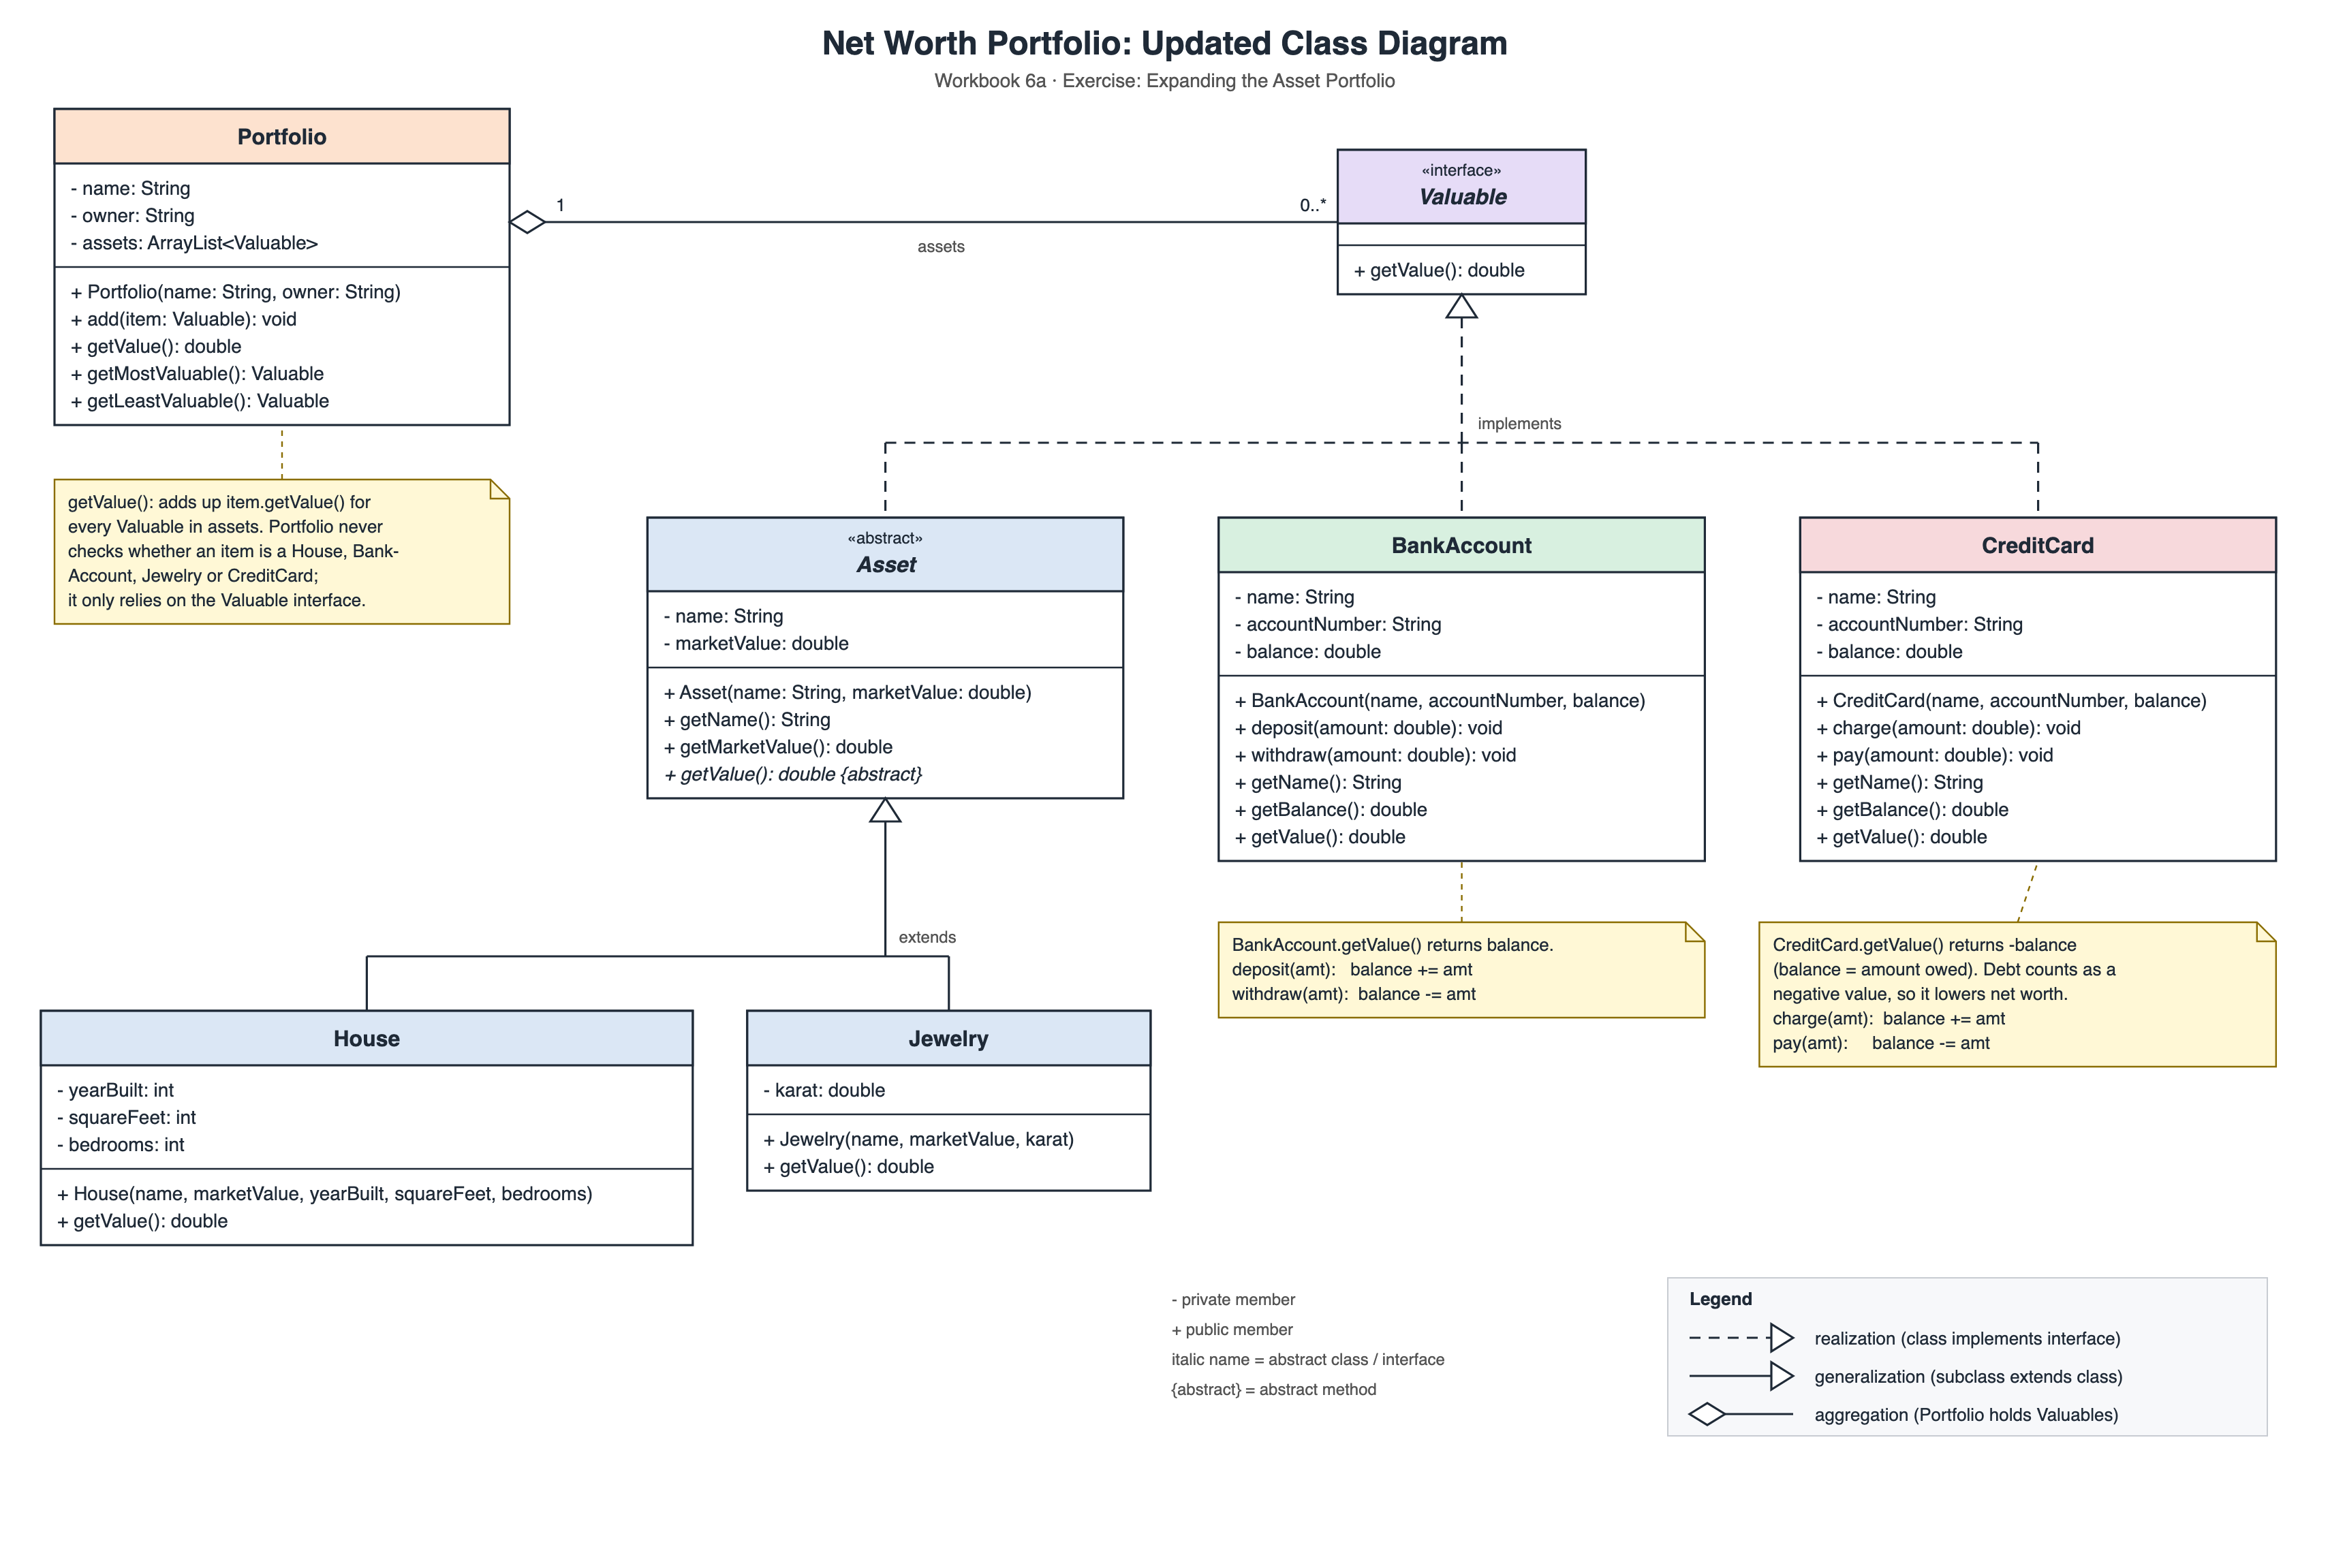 Net Worth Portfolio: Updated Class Diagram
Workbook 6a · Exercise: Expanding the Asset Portfolio
Portfolio
- name: String
- owner: String
- assets: ArrayList<Valuable>
+ Portfolio(name: String, owner: String)
+ add(item: Valuable): void
+ getValue(): double
+ getMostValuable(): Valuable
+ getLeastValuable(): Valuable
1
0..*
assets
«interface»
Valuable
+ getValue(): double
implements
getValue(): adds up item.getValue() for
every Valuable in assets. Portfolio never
checks whether an item is a House, Bank-
Account, Jewelry or CreditCard;
it only relies on the Valuable interface.
«abstract»
Asset
- name: String
- marketValue: double
+ Asset(name: String, marketValue: double)
+ getName(): String
+ getMarketValue(): double
+ getValue(): double {abstract}
BankAccount
- name: String
- accountNumber: String
- balance: double
+ BankAccount(name, accountNumber, balance)
+ deposit(amount: double): void
+ withdraw(amount: double): void
+ getName(): String
+ getBalance(): double
+ getValue(): double
CreditCard
- name: String
- accountNumber: String
- balance: double
+ CreditCard(name, accountNumber, balance)
+ charge(amount: double): void
+ pay(amount: double): void
+ getName(): String
+ getBalance(): double
+ getValue(): double
extends
BankAccount.getValue() returns balance.
deposit(amt): balance += amt
withdraw(amt): balance -= amt
CreditCard.getValue() returns -balance
(balance = amount owed). Debt counts as a
negative value, so it lowers net worth.
charge(amt): balance += amt
pay(amt): balance -= amt
House
- yearBuilt: int
- squareFeet: int
- bedrooms: int
+ House(name, marketValue, yearBuilt, squareFeet, bedrooms)
+ getValue(): double
Jewelry
- karat: double
+ Jewelry(name, marketValue, karat)
+ getValue(): double
- private member
+ public member
italic name = abstract class / interface
{abstract} = abstract method
Legend
realization (class implements interface)
generalization (subclass extends class)
aggregation (Portfolio holds Valuables)